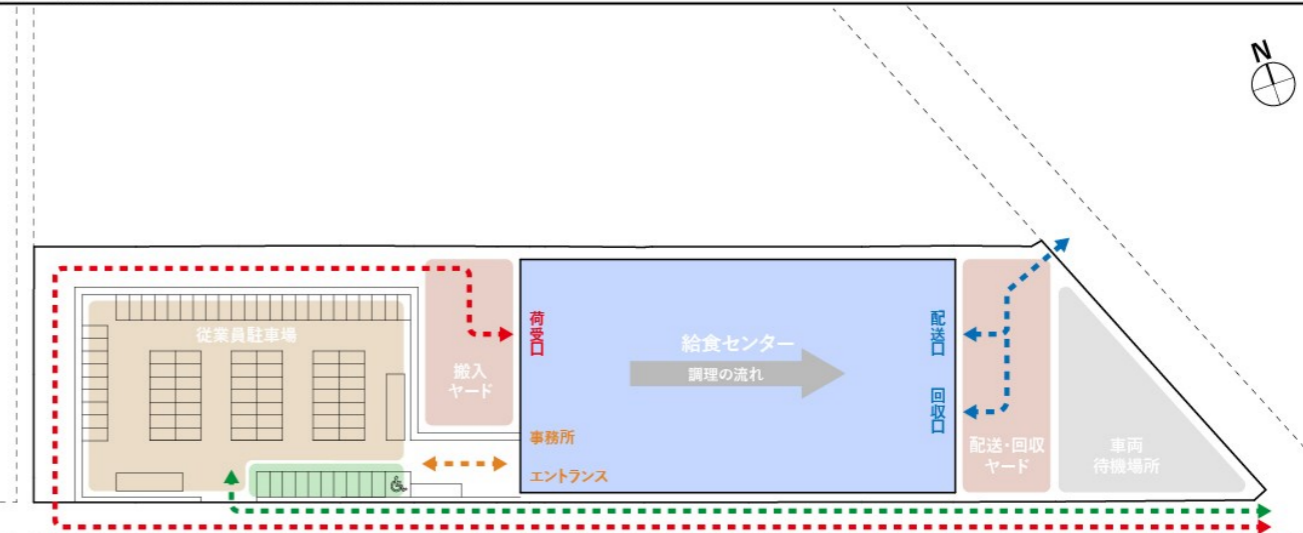 N
従業員駐車場
搬入
ヤード
荷受口
給食センター
調理の流れ
事務所
エントランス
配送口
回収口
配送・回収
ヤード
車両
待機場所